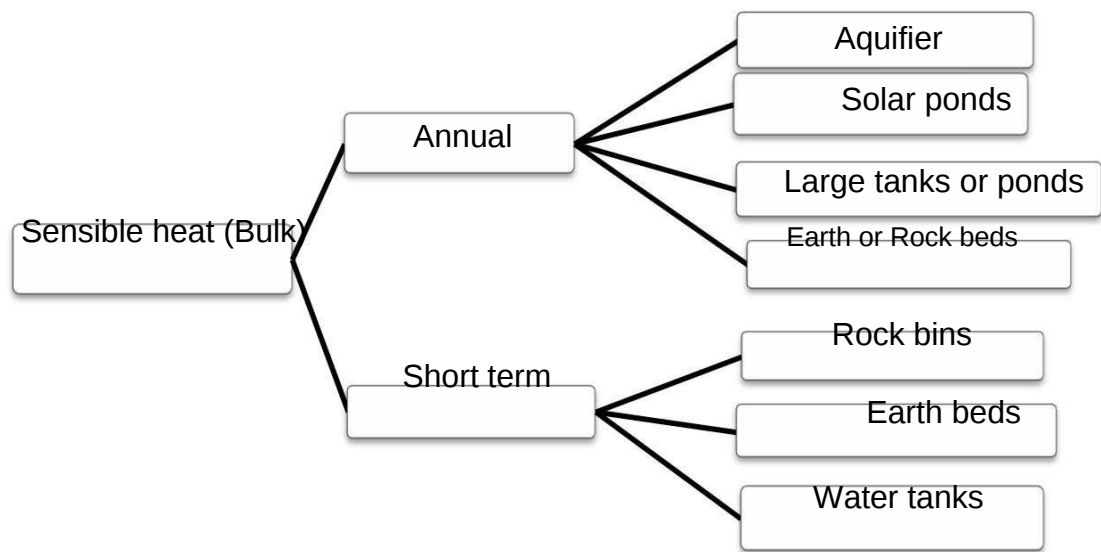 Sensible heat (Bulk)
Annual
Aquifier
Solar ponds
Large tanks or ponds
Earth or Rock beds
Short term
Rock bins
Earth beds
Water tanks